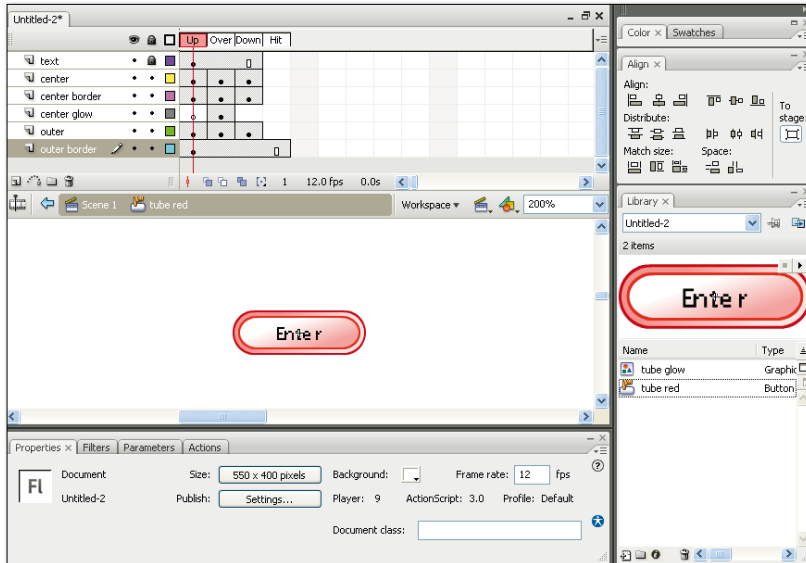 Untitled-2*
Up Over Down Hit
text
center
center border
center glow
outer
outer border
1 12.0 fps 0.0s
Scene 1 tube red Workspace 200%
Enter
Properties × Filters Parameters Actions
Fl
Document Size: 550 x 400 pixels Background: Frame rate: 12 fps
Untitled-2 Publish: Settings... Player: 9 ActionScript: 3.0 Profile: Default
Document class:
Color × Swatches
Align ×
Align:
To stage:
Distribute:
Match size: Space:
Library ×
Untitled-2
2 items
Enter
Name Type
tube glow Graphic
tube red Button